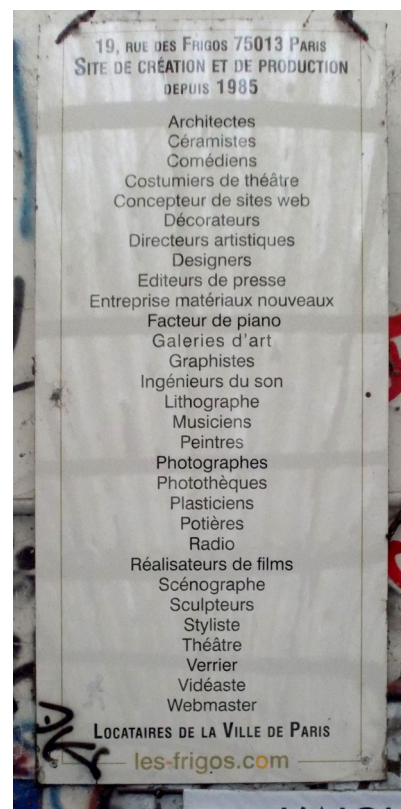 19, RUE DES FRIGOS 75013 PARIS
SITE DE CRÉATION ET DE PRODUCTION
DEPUIS 1985
Architectes
Céramistes
Comédiens
Costumiers de théâtre
Concepteur de sites web
Décorateurs
Directeurs artistiques
Designers
Editeurs de presse
Entreprise matériaux nouveaux
Facteur de piano
Galeries d'art
Graphistes
Ingénieurs du son
Lithographe
Musiciens
Peintres
Photographes
Photothèques
Plasticiens
Potières
Radio
Réalisateurs de films
Scénographe
Sculpteurs
Styliste
Théâtre
Verrier
Vidéaste
Webmaster
LOCATAIRES DE LA VILLE DE PARIS
les-frigos.com